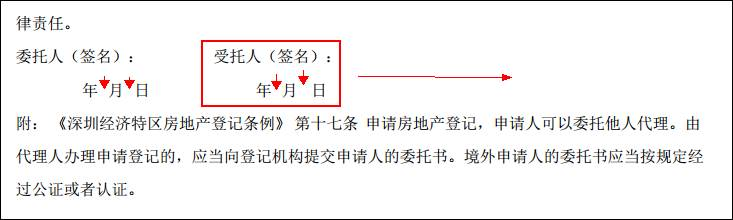 律责任。
委托人（签名）： 受托人（签名）：
年 月 日 年 月 日
附：《深圳经济特区房地产登记条例》 第十七条 申请房地产登记，申请人可以委托他人代理。由
代理人办理申请登记的，应当向登记机构提交申请人的委托书。境外申请人的委托书应当按规定经
过公证或者认证。